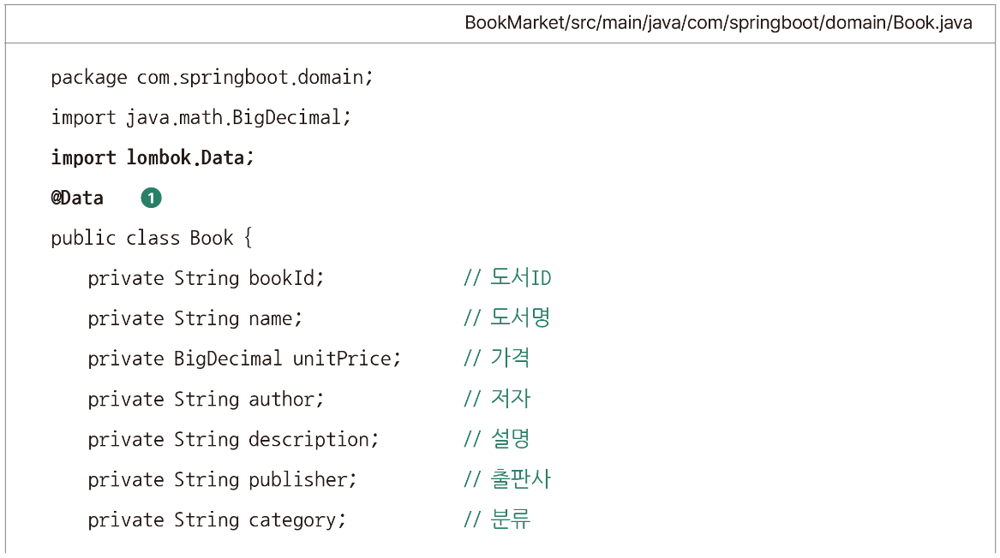 BookMarket/src/main/java/com/springboot/domain/Book.java
package com.springboot.domain;
import java.math.BigDecimal;
import lombok.Data;
@Data 1
public class Book {
private String bookId; // 도서ID
private String name; // 도서명
private BigDecimal unitPrice; // 가격
private String author; // 저자
private String description; // 설명
private String publisher; // 출판사
private String category; // 분류